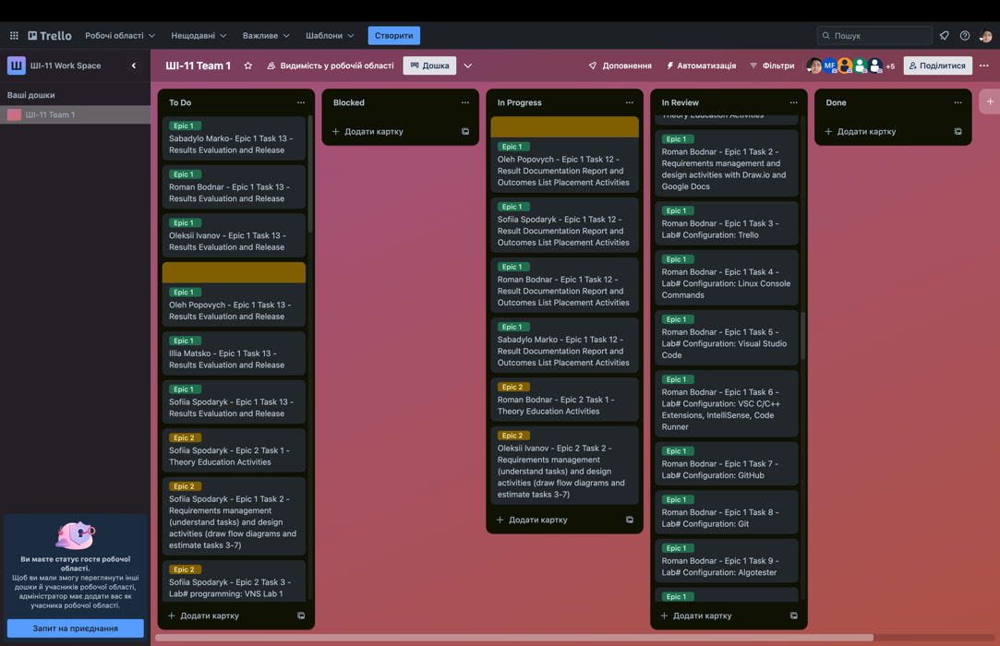 Trello
Робочі області
Нещодавні
Важливе
Шаблони
Створити
Пошук
Ш
ШІ-11 Work Space
ШІ-11 Team 1
Видимість у робочій області
Дошка
Доповнення
Автоматизація
Фільтри
MF
+5
Поділитися
Ваші дошки
ШІ-11 Team 1
To Do
Epic 1
Sabadylo Marko- Epic 1 Task 13 -
Results Evaluation and Release
Epic 1
Roman Bodnar - Epic 1 Task 13 -
Results Evaluation and Release
Epic 1
Oleksii Ivanov - Epic 1 Task 13 -
Results Evaluation and Release
Epic 1
Oleh Popovych - Epic 1 Task 13 -
Results Evaluation and Release
Epic 1
Illia Matsko - Epic 1 Task 13 -
Results Evaluation and Release
Epic 1
Sofiia Spodaryk - Epic 1 Task 13 -
Results Evaluation and Release
Epic 2
Sofiia Spodaryk - Epic 2 Task 1 -
Theory Education Activities
Epic 2
Sofiia Spodaryk - Epic 1 Task 2 -
Requirements management
(understand tasks) and design
activities (draw flow diagrams and
estimate tasks 3-7)
Epic 2
Sofiia Spodaryk - Epic 2 Task 3 -
Lab# programming: VNS Lab 1
Додати картку
Blocked
Додати картку
In Progress
Epic 1
Oleh Popovych - Epic 1 Task 12 -
Result Documentation Report and
Outcomes List Placement Activities
Epic 1
Sofiia Spodaryk - Epic 1 Task 12 -
Result Documentation Report and
Outcomes List Placement Activities
Epic 1
Roman Bodnar - Epic 1 Task 12 -
Result Documentation Report and
Outcomes List Placement Activities
Epic 1
Sabadylo Marko - Epic 1 Task 12 -
Result Documentation Report and
Outcomes List Placement Activities
Epic 2
Roman Bodnar - Epic 2 Task 1 -
Theory Education Activities
Epic 2
Oleksii Ivanov - Epic 2 Task 2 -
Requirements management
(understand tasks) and design
activities (draw flow diagrams and
estimate tasks 3-7)
Додати картку
In Review
Theory Education Activities
Epic 1
Roman Bodnar - Epic 1 Task 2 -
Requirements management and
design activities with Draw.io and
Google Docs
Epic 1
Roman Bodnar - Epic 1 Task 3 -
Lab# Configuration: Trello
Epic 1
Roman Bodnar - Epic 1 Task 4 -
Lab# Configuration: Linux Console
Commands
Epic 1
Roman Bodnar - Epic 1 Task 5 -
Lab# Configuration: Visual Studio
Code
Epic 1
Roman Bodnar - Epic 1 Task 6 -
Lab# Configuration: VSC C/C++
Extensions, IntelliSense, Code
Runner
Epic 1
Roman Bodnar - Epic 1 Task 7 -
Lab# Configuration: GitHub
Epic 1
Roman Bodnar - Epic 1 Task 8 -
Lab# Configuration: Git
Epic 1
Roman Bodnar - Epic 1 Task 9 -
Lab# Configuration: Algotester
Epic 1
Додати картку
Done
Додати картку
Ви маєте статус гостя робочої
області.
Щоб ви мали змогу переглянути інші
дошки й учасників робочої області,
адміністратор має додати вас як
учасника робочої області.
Запит на приєднання